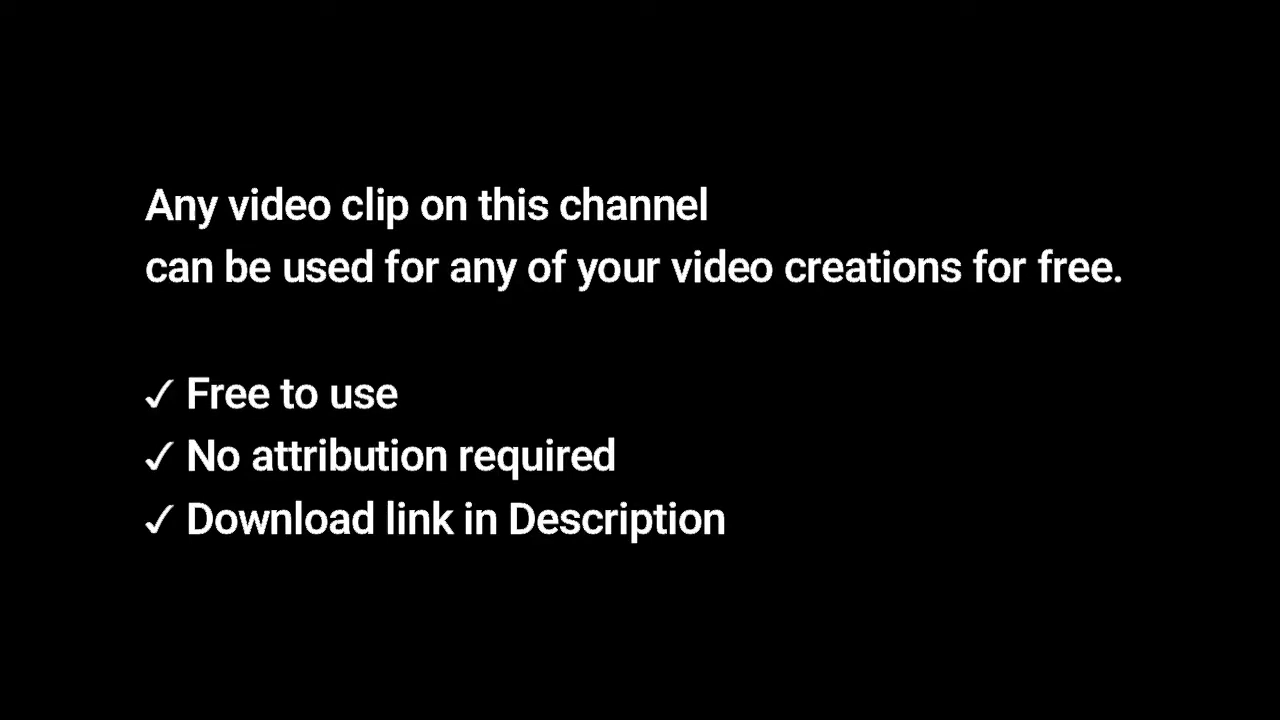 Any video clip on this channel
can be used for any of your video creations for free.
✓ Free to use
✓ No attribution required
✓ Download link in Description